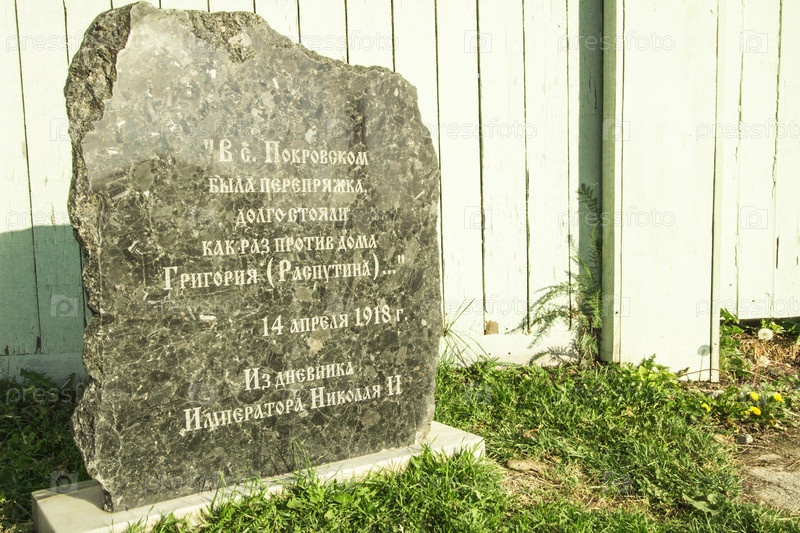 "В с. Покровском
была перепряжка,
долго стояли
как раз против дома
Григория (Распутина)..."
14 апреля 1918 г.
Из дневника
Императора Николая II
pressfoto